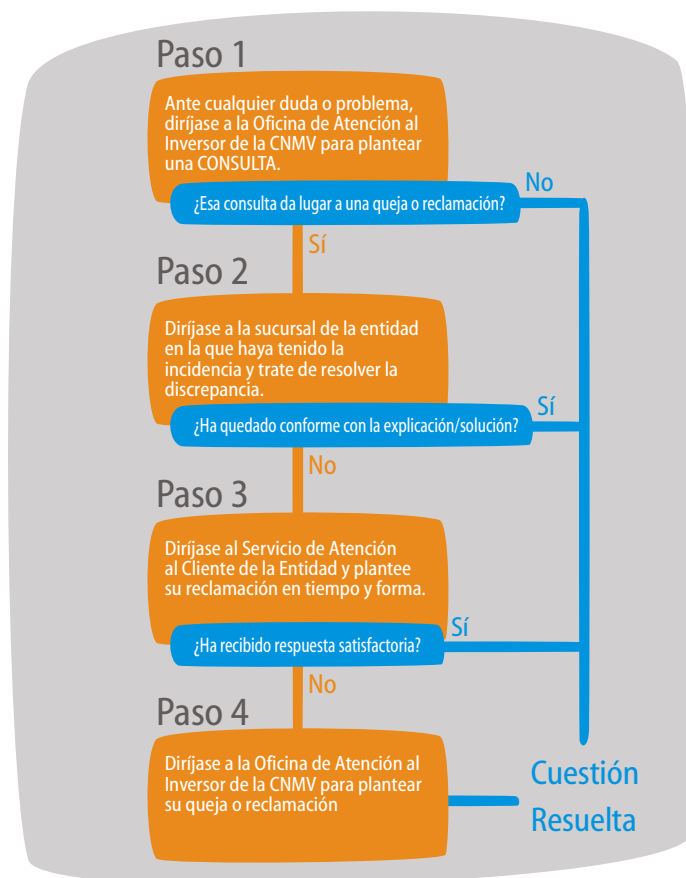 Paso 1
Ante cualquier duda o problema,
diríjase a la Oficina de Atención al
Inversor de la CNMV para plantear
una CONSULTA.
No
¿Esa consulta da lugar a una queja o reclamación?
Sí
Paso 2
Diríjase a la sucursal de la entidad
en la que haya tenido la
incidencia y trate de resolver la
discrepancia.
Sí
¿Ha quedado conforme con la explicación/solución?
No
Paso 3
Diríjase al Servicio de Atención
al Cliente de la Entidad y plantee
su reclamación en tiempo y forma.
Sí
¿Ha recibido respuesta satisfactoria?
No
Paso 4
Diríjase a la Oficina de Atención al
Inversor de la CNMV para plantear
su queja o reclamación
Cuestión
Resuelta